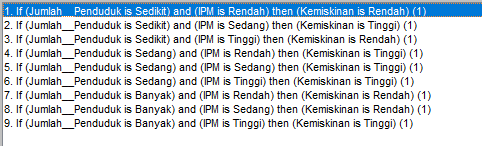 1. If (Jumlah__Penduduk is Sedikit) and (IPM is Rendah) then (Kemiskinan is Rendah) (1)
2. If (Jumlah__Penduduk is Sedikit) and (IPM is Sedang) then (Kemiskinan is Tinggi) (1)
3. If (Jumlah__Penduduk is Sedikit) and (IPM is Tinggi) then (Kemiskinan is Rendah) (1)
4. If (Jumlah__Penduduk is Sedang) and (IPM is Rendah) then (Kemiskinan is Tinggi) (1)
5. If (Jumlah__Penduduk is Sedang) and (IPM is Sedang) then (Kemiskinan is Tinggi) (1)
6. If (Jumlah__Penduduk is Sedang) and (IPM is Tinggi) then (Kemiskinan is Tinggi) (1)
7. If (Jumlah__Penduduk is Banyak) and (IPM is Rendah) then (Kemiskinan is Rendah) (1)
8. If (Jumlah__Penduduk is Banyak) and (IPM is Sedang) then (Kemiskinan is Rendah) (1)
9. If (Jumlah__Penduduk is Banyak) and (IPM is Tinggi) then (Kemiskinan is Tinggi) (1)